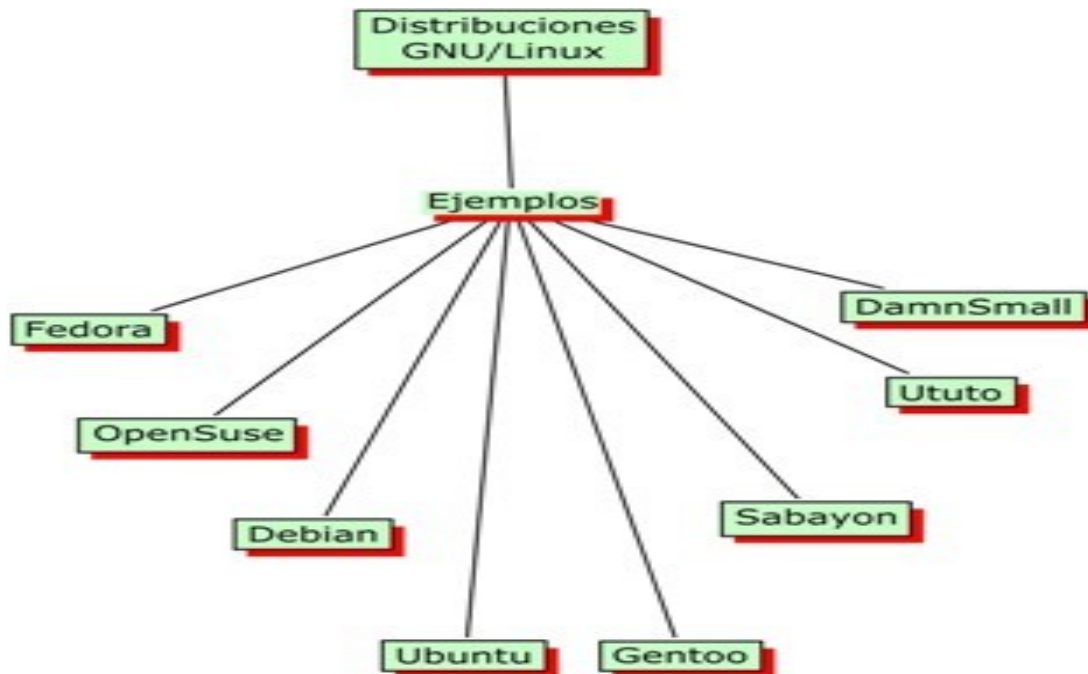 Distribuciones
GNU/Linux
Ejemplos
DamnSmall
Fedora
Ututo
OpenSuse
Sabayon
Debian
Ubuntu
Gentoo